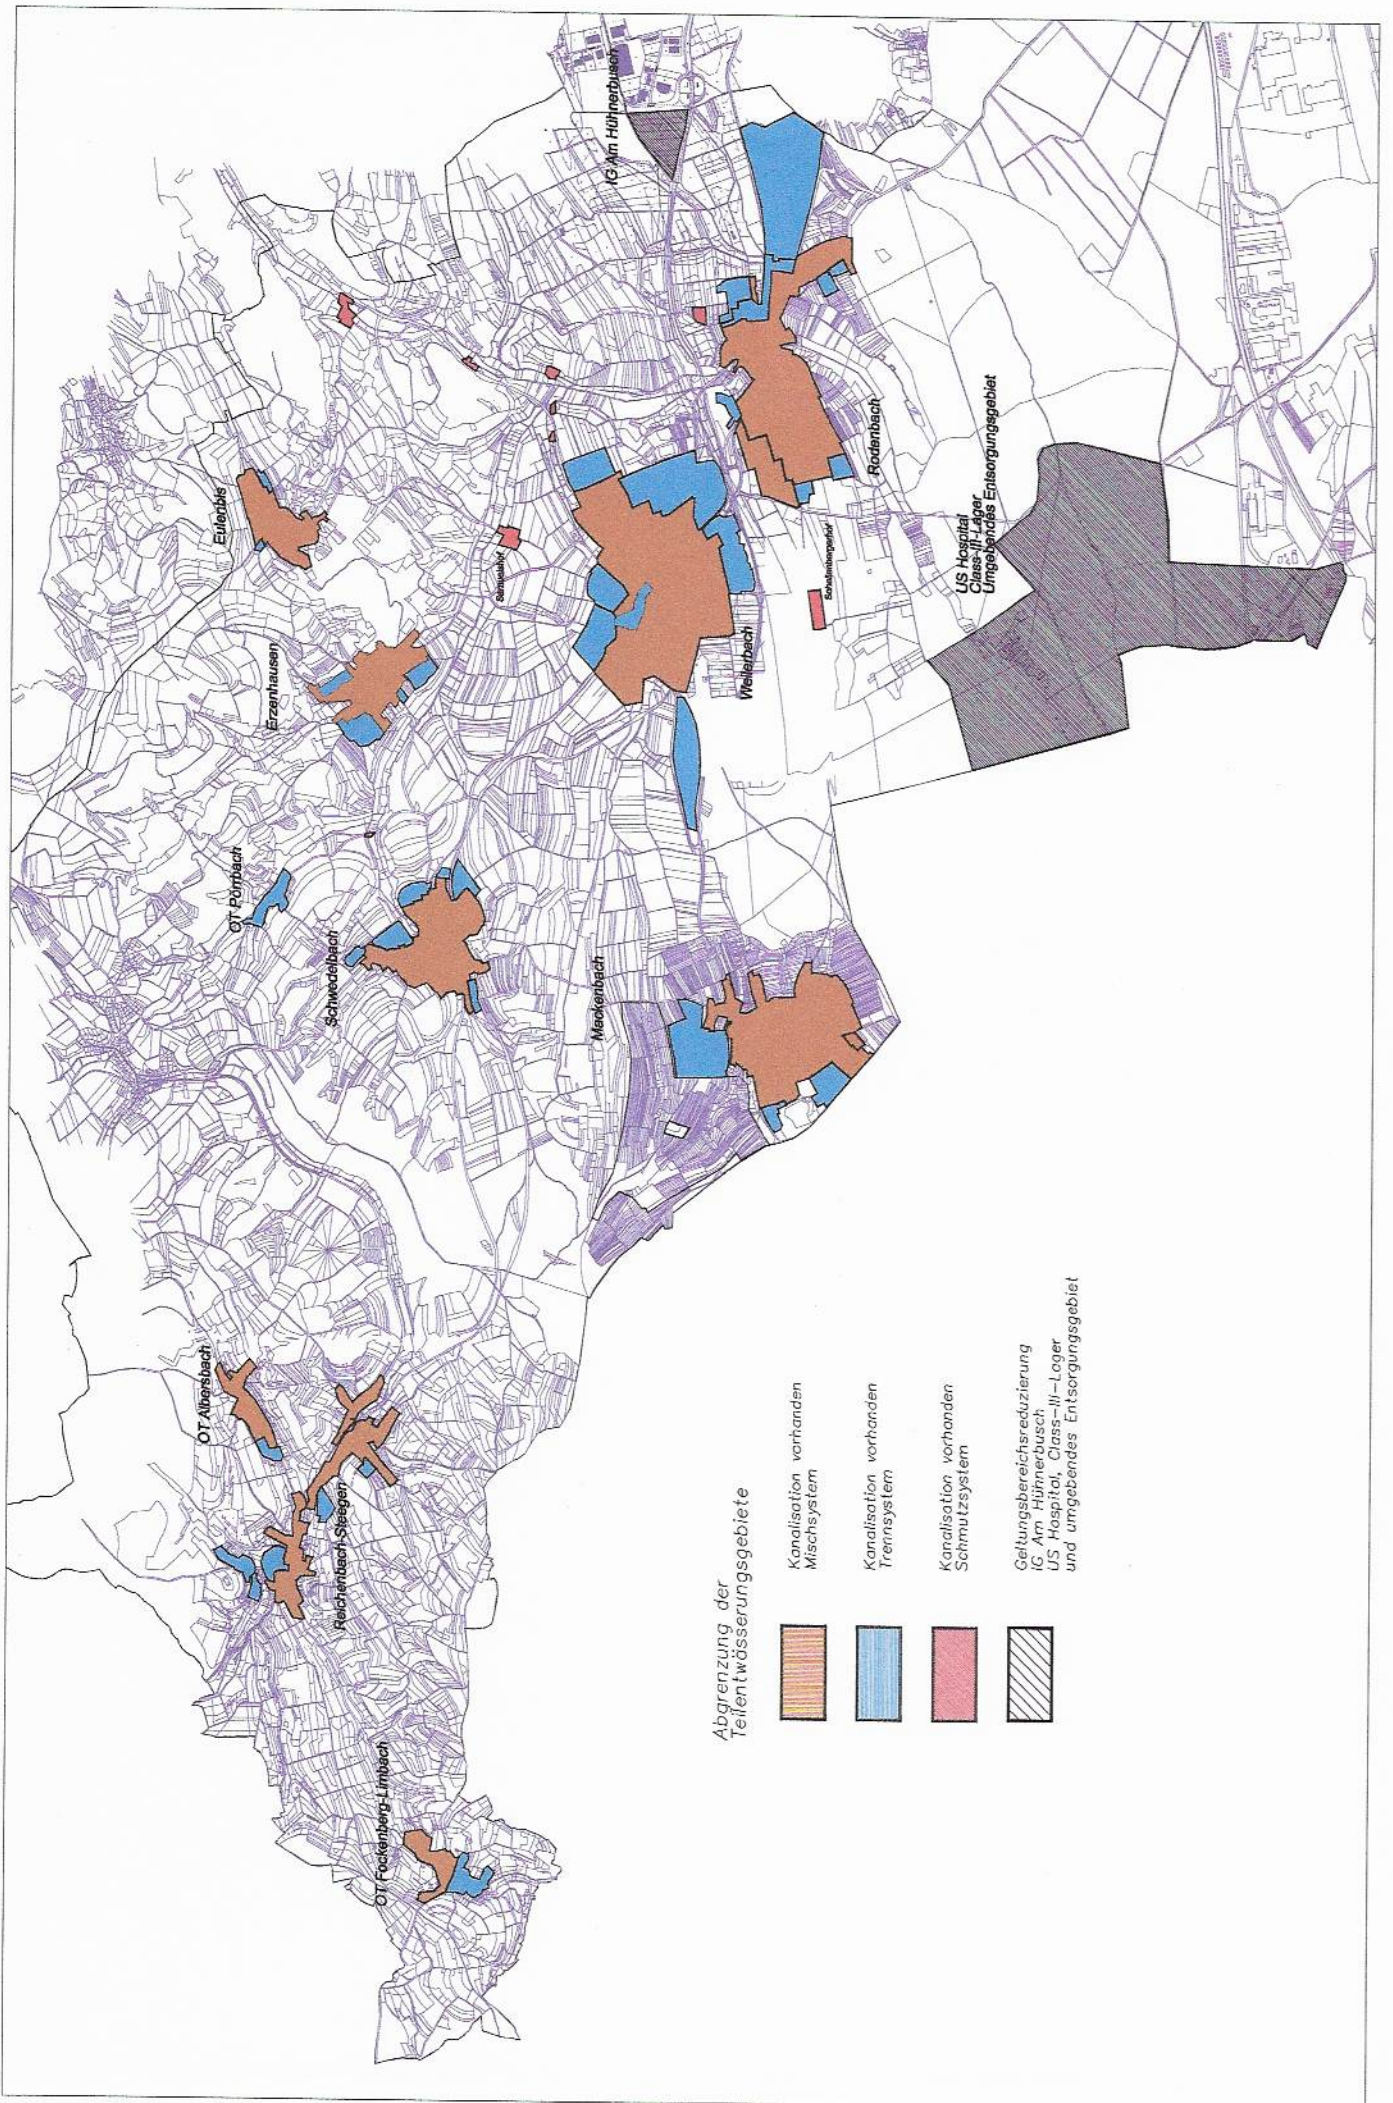 OT Fockenberg-Limbach
Reichenbach-Steegen
OT Albersbach
Schwedelbach
OT Pörrbach
Erzenhausen
Eulenbis
Mackenbach
Samuelshof
Weilerbach
Schellenbergerhof
Rodenbach
IG Am Hühnerbusch
US Hospital
Class-III-Lager
Umgebendes Entsorgungsgebiet
Abgrenzung der
Teilentwässerungsgebiete
Kanalisation vorhanden
Mischsystem
Kanalisation vorhanden
Trennsystem
Kanalisation vorhanden
Schmutzsystem
Geltungsbereichsreduzierung
IG Am Hühnerbusch
US Hospital, Class-III-Lager
und umgebendes Entsorgungsgebiet